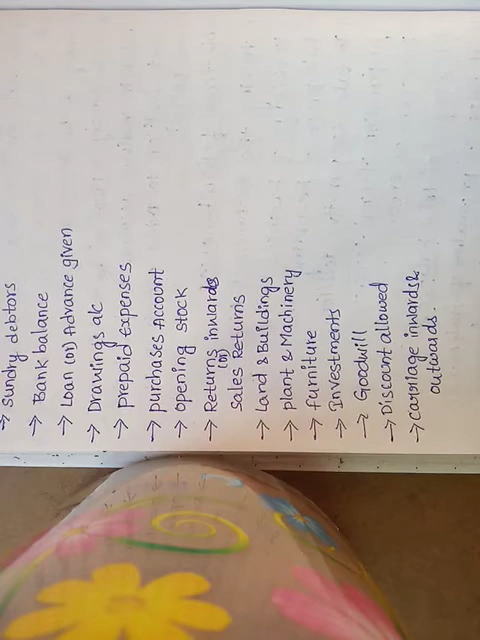 → Sundry debtors
→ Bank balance
→ Loan (or) Advance given
→ Drawings a/c
→ prepaid expenses
→ purchases Account
→ opening stock
→ Returns inwards
(or)
Sales Returns
→ Land & Buildings
→ plant & Machinery
→ furniture
→ Investments
→ Goodwill
→ Discount allowed
→ carriage inwards &
outwards.